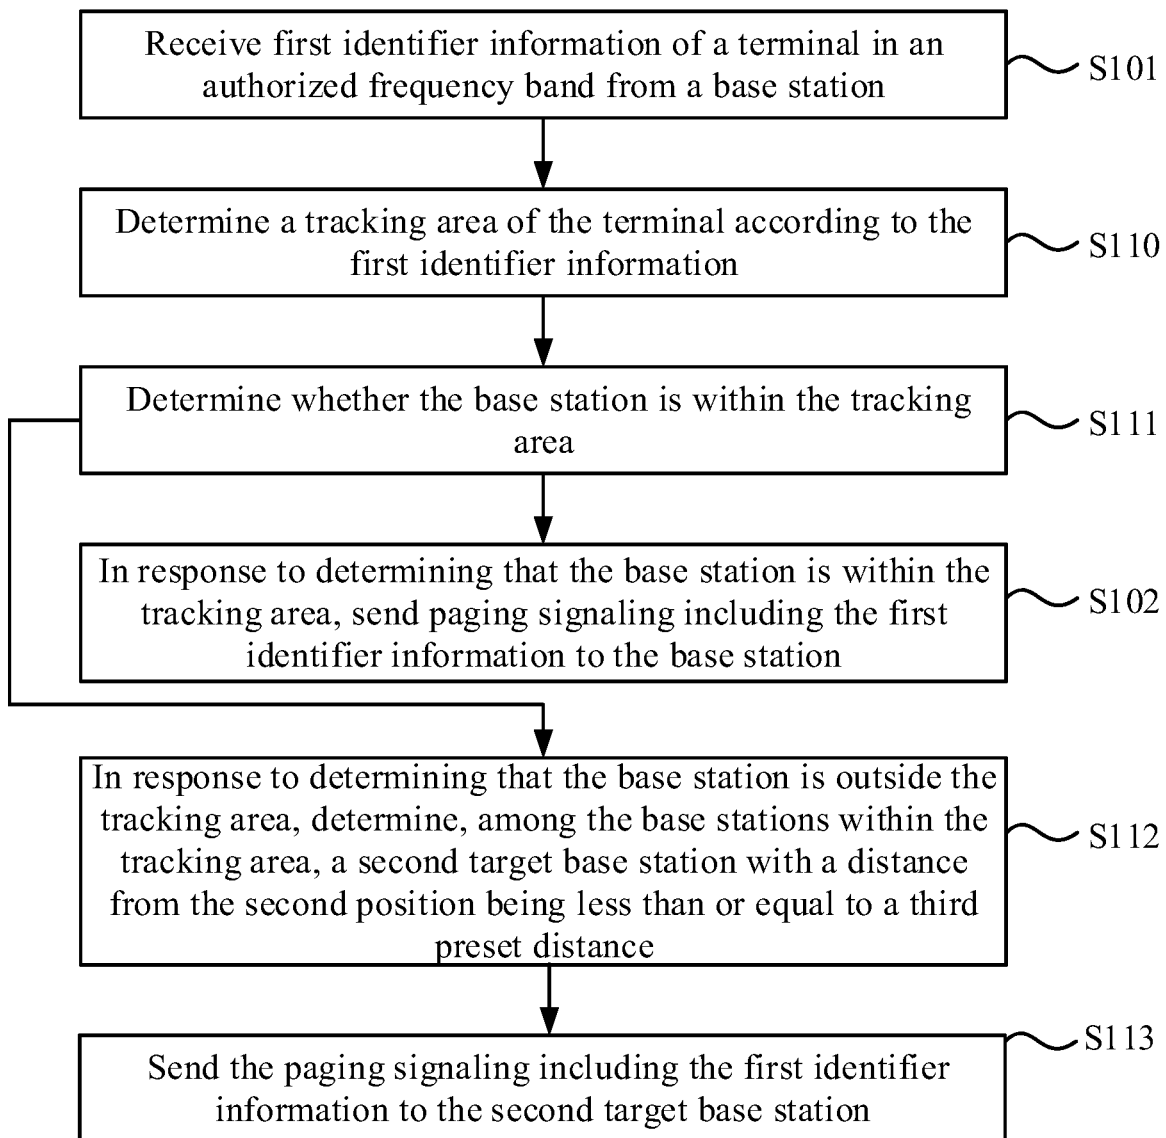 Receive first identifier information of a terminal in an
authorized frequency band from a base station
S101
Determine a tracking area of the terminal according to the
first identifier information
S110
Determine whether the base station is within the tracking
area
S111
In response to determining that the base station is within the
tracking area, send paging signaling including the first
identifier information to the base station
S102
In response to determining that the base station is outside the
tracking area, determine, among the base stations within the
tracking area, a second target base station with a distance
from the second position being less than or equal to a third
preset distance
S112
Send the paging signaling including the first identifier
information to the second target base station
S113